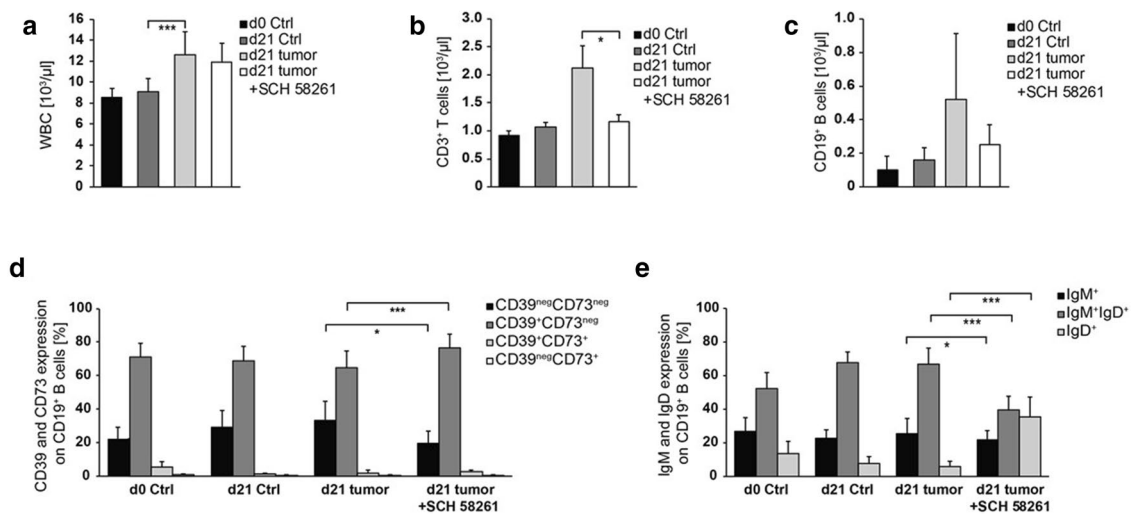 a
WBC [10³/µl]
16
14
12
10
8
6
4
2
0
***
d0 Ctrl
d21 Ctrl
d21 tumor
d21 tumor
+SCH 58261
b
CD3⁺ T cells [10³/µl]
3.0
2.5
2.0
1.5
1.0
0.5
0
*
d0 Ctrl
d21 Ctrl
d21 tumor
d21 tumor
+SCH 58261
c
CD19⁺ B cells [10³/µl]
1
0.8
0.6
0.4
0.2
0
d0 Ctrl
d21 Ctrl
d21 tumor
d21 tumor
+SCH 58261
d
CD39 and CD73 expression
on CD19⁺ B cells [%]
100
80
60
40
20
0
***
*
CD39ⁿᵉᵍCD73ⁿᵉᵍ
CD39⁺CD73ⁿᵉᵍ
CD39⁺CD73⁺
CD39ⁿᵉᵍCD73⁺
d0 Ctrl
d21 Ctrl
d21 tumor
d21 tumor
+SCH 58261
e
IgM and IgD expression
on CD19⁺ B cells [%]
100
80
60
40
20
0
***
***
*
IgM⁺
IgM⁺IgD⁺
IgD⁺
d0 Ctrl
d21 Ctrl
d21 tumor
d21 tumor
+SCH 58261